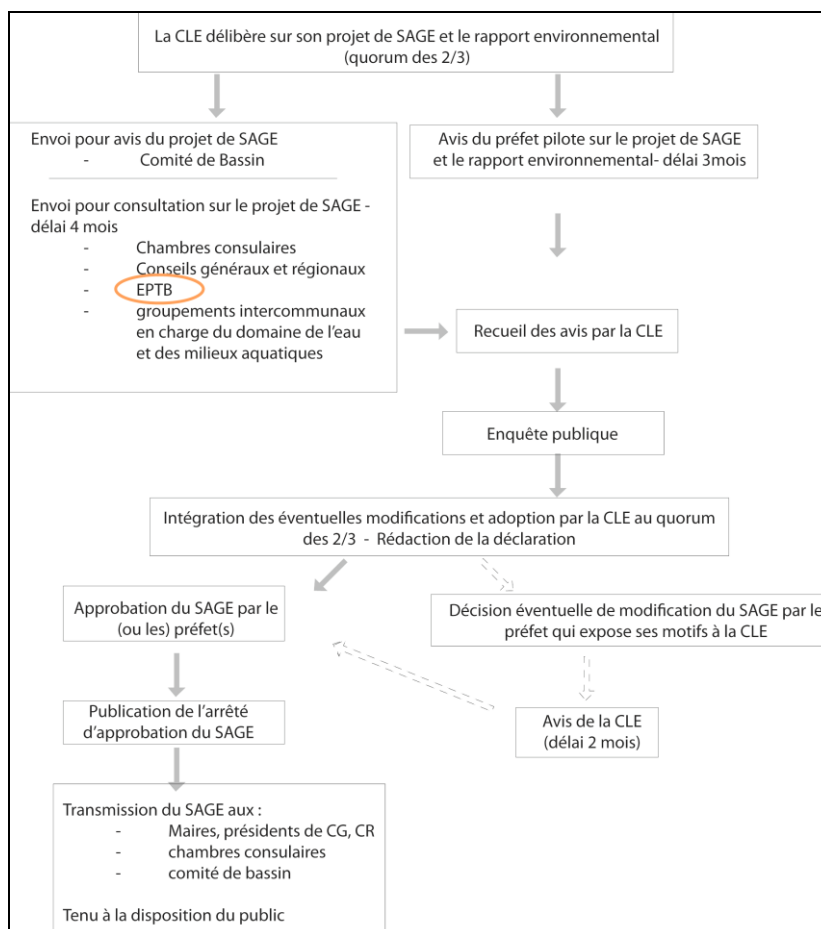 La CLE délibère sur son projet de SAGE et le rapport environnemental
(quorum des 2/3)
Envoi pour avis du projet de SAGE
- Comité de Bassin
Envoi pour consultation sur le projet de SAGE -
délai 4 mois
- Chambres consulaires
- Conseils généraux et régionaux
- EPTB
- groupements intercommunaux
en charge du domaine de l'eau
et des milieux aquatiques
Avis du préfet pilote sur le projet de SAGE
et le rapport environnemental- délai 3mois
Recueil des avis par la CLE
Enquête publique
Intégration des éventuelles modifications et adoption par la CLE au quorum
des 2/3 - Rédaction de la déclaration
Approbation du SAGE par le
(ou les) préfet(s)
Décision éventuelle de modification du SAGE par le
préfet qui expose ses motifs à la CLE
Publication de l'arrêté
d'approbation du SAGE
Avis de la CLE
(délai 2 mois)
Transmission du SAGE aux :
- Maires, présidents de CG, CR
- chambres consulaires
- comité de bassin
Tenu à la disposition du public